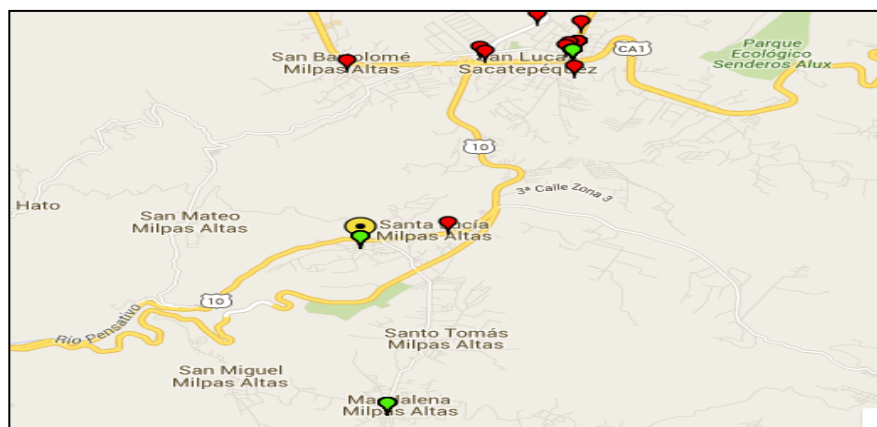 San Bartolomé
Milpas Altas
San Lucas
Sacatepéquez
CA1
Parque
Ecológico
Senderos Alux
10
3ª Calle Zona 3
Hato
San Mateo
Milpas Altas
Santa Lucía
Milpas Altas
10
Río Pensativo
Santo Tomás
Milpas Altas
San Miguel
Milpas Altas
Magdalena
Milpas Altas